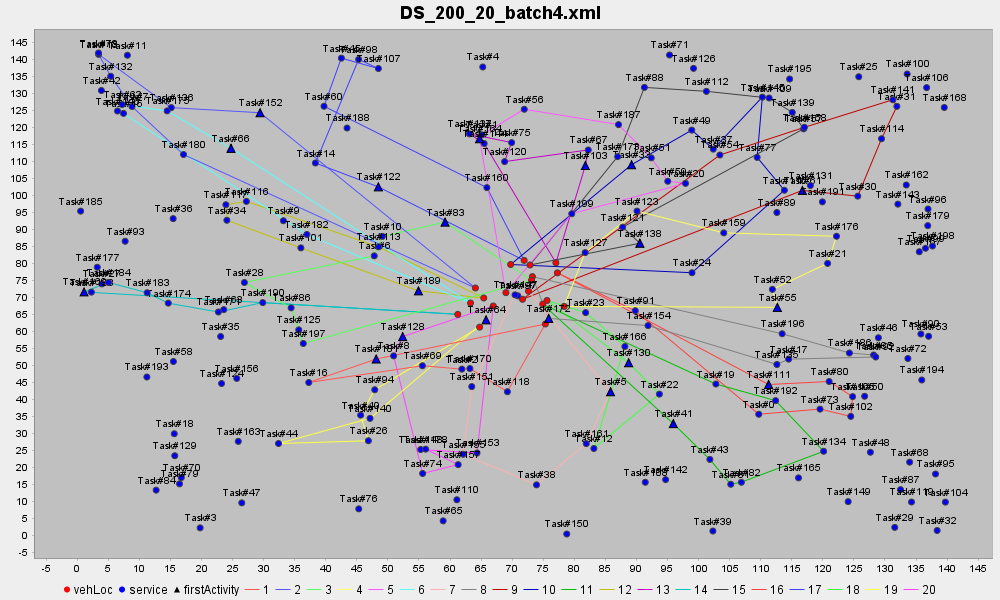 DS_200_20_batch4.xml
145
140
135
130
125
120
115
110
105
100
95
90
85
80
75
70
65
60
55
50
45
40
35
30
25
20
15
10
5
0
-5
Task#11
Task#132
Task#42
Task#98
Task#107
Task#4
Task#71
Task#126
Task#195
Task#25
Task#100
Task#106
Task#88
Task#112
Task#139
Task#141
Task#31
Task#168
Task#152
Task#60
Task#188
Task#56
Task#187
Task#49
Task#114
Task#180
Task#66
Task#14
Task#75
Task#120
Task#67
Task#103
Task#51
Task#54
Task#77
Task#122
Task#160
Task#20
Task#131
Task#191
Task#30
Task#162
Task#143
Task#185
Task#36
Task#116
Task#34
Task#9
Task#83
Task#199
Task#123
Task#121
Task#89
Task#96
Task#179
Task#93
Task#101
Task#10
Task#113
Task#6
Task#127
Task#138
Task#159
Task#176
Task#198
Task#177
Task#28
Task#24
Task#21
Task#183
Task#174
Task#190
Task#86
Task#189
Task#52
Task#55
Task#35
Task#125
Task#197
Task#64
Task#172
Task#23
Task#91
Task#154
Task#196
Task#46
Task#53
Task#58
Task#193
Task#124
Task#156
Task#16
Task#128
Task#8
Task#69
Task#170
Task#151
Task#118
Task#166
Task#130
Task#17
Task#135
Task#72
Task#194
Task#94
Task#140
Task#5
Task#22
Task#19
Task#111
Task#192
Task#80
Task#18
Task#129
Task#163
Task#44
Task#26
Task#41
Task#0
Task#73
Task#102
Task#70
Task#79
Task#84
Task#74
Task#153
Task#161
Task#12
Task#43
Task#134
Task#48
Task#68
Task#47
Task#76
Task#110
Task#38
Task#142
Task#82
Task#165
Task#87
Task#95
Task#3
Task#65
Task#150
Task#39
Task#149
Task#104
Task#29
Task#32
-5 0 5 10 15 20 25 30 35 40 45 50 55 60 65 70 75 80 85 90 95 100 105 110 115 120 125 130 135 140 145
vehLoc service firstActivity 1 2 3 4 5 6 7 8 9 10 11 12 13 14 15 16 17 18 19 20